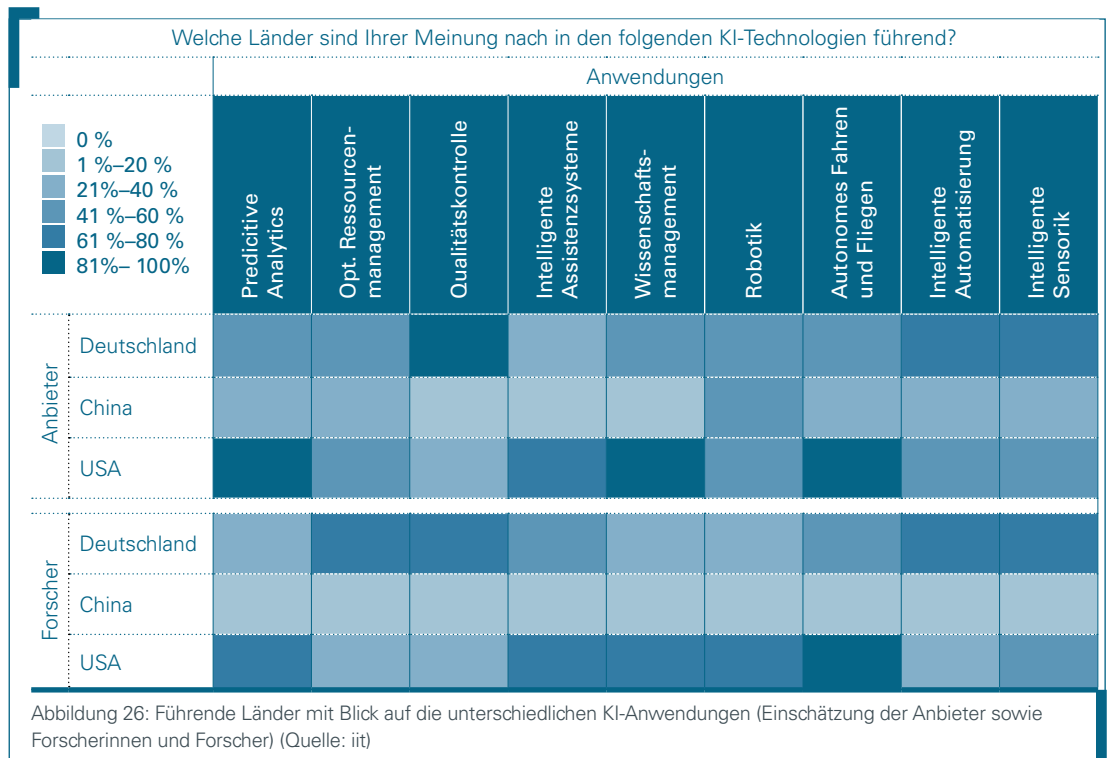 Welche Länder sind Ihrer Meinung nach in den folgenden KI-Technologien führend?
Anwendungen
0 %
1 %–20 %
21%–40 %
41 %–60 %
61 %–80 %
81%– 100%
Predicitive
Analytics
Opt. Ressourcen-
management
Qualitätskontrolle
Intelligente
Assistenzsysteme
Wissenschafts-
management
Robotik
Autonomes Fahren
und Fliegen
Intelligente
Automatisierung
Intelligente
Sensorik
Anbieter
Deutschland
China
USA
Forscher
Deutschland
China
USA
Abbildung 26: Führende Länder mit Blick auf die unterschiedlichen KI-Anwendungen (Einschätzung der Anbieter sowie
Forscherinnen und Forscher) (Quelle: iit)